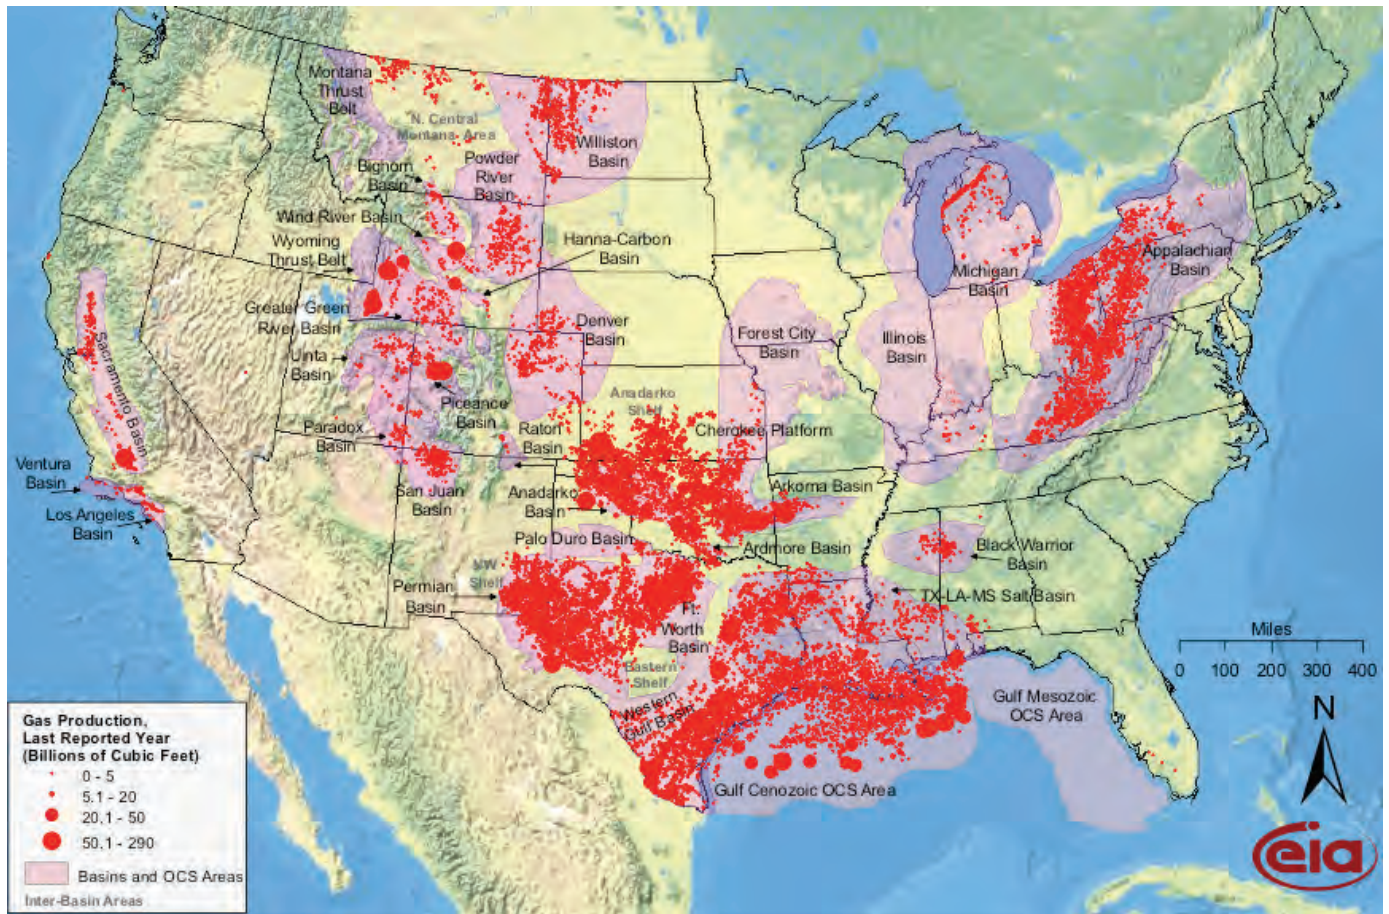 Montana
Thrust
Belt
N. Central
Montana Area
Williston
Basin
Powder
River
Basin
Bighorn
Basin
Wind River Basin
Wyoming
Thrust Belt
Hanna-Carbon
Basin
Greater Green
River Basin
Denver
Basin
Uinta
Basin
Piceance
Basin
Paradox
Basin
Raton
Basin
San Juan
Basin
Sacramento Basin
Ventura
Basin
Los Angeles
Basin
Forest City
Basin
Illinois
Basin
Michigan
Basin
Appalachian
Basin
Anadarko
Shelf
Cherokee Platform
Anadarko
Basin
Arkoma Basin
Palo Duro Basin
Ardmore Basin
Black Warrior
Basin
NW
Shelf
Permian
Basin
Ft.
Worth
Basin
TX-LA-MS Salt Basin
Eastern
Shelf
Western
Gulf Basin
Gulf Mesozoic
OCS Area
Gulf Cenozoic OCS Area
Miles
0 100 200 300 400
N
Gas Production,
Last Reported Year
(Billions of Cubic Feet)
0 - 5
5.1 - 20
20.1 - 50
50.1 - 290
Basins and OCS Areas
Inter-Basin Areas
eia